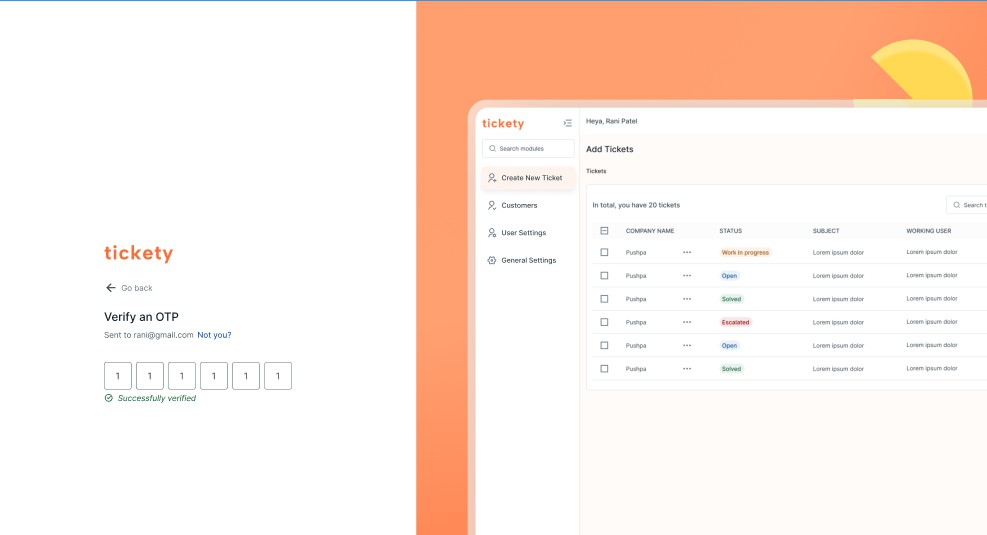 tickety
Go back
Verify an OTP
Sent to rani@gmail.com Not you?
1 1 1 1 1 1
Successfully verified
tickety
Search modules
Create New Ticket
Customers
User Settings
General Settings
Heya, Rani Patel
Add Tickets
Tickets
In total, you have 20 tickets
Search t
COMPANY NAME STATUS SUBJECT WORKING USER
Pushpa Work in progress Lorem ipsum dolor Lorem ipsum dolor
Pushpa Open Lorem ipsum dolor Lorem ipsum dolor
Pushpa Solved Lorem ipsum dolor Lorem ipsum dolor
Pushpa Escalated Lorem ipsum dolor Lorem ipsum dolor
Pushpa Open Lorem ipsum dolor Lorem ipsum dolor
Pushpa Solved Lorem ipsum dolor Lorem ipsum dolor